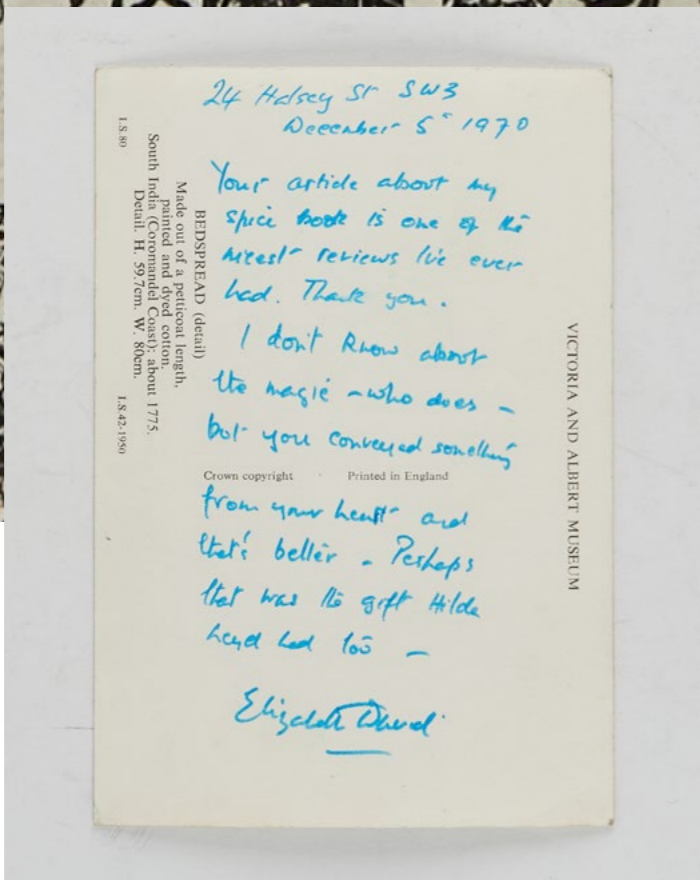 24 Halsey St SW3
December 5th 1970
Your article about my
spice book is one of the
nicest reviews I've ever
had. Thank you.
I don't know about
the magic – who does –
but you conveyed something
from your heart and
that's better – Perhaps
that was the gift Hilda
Leyel had too –
Elizabeth David
Crown copyright · Printed in England
BEDSPREAD (detail)
Made out of a petticoat length,
painted and dyed cotton.
South India (Coromandel Coast); about 1775.
Detail. H. 59.7cm. W. 80cm.
I.S.80
I.S.42-1950
VICTORIA AND ALBERT MUSEUM